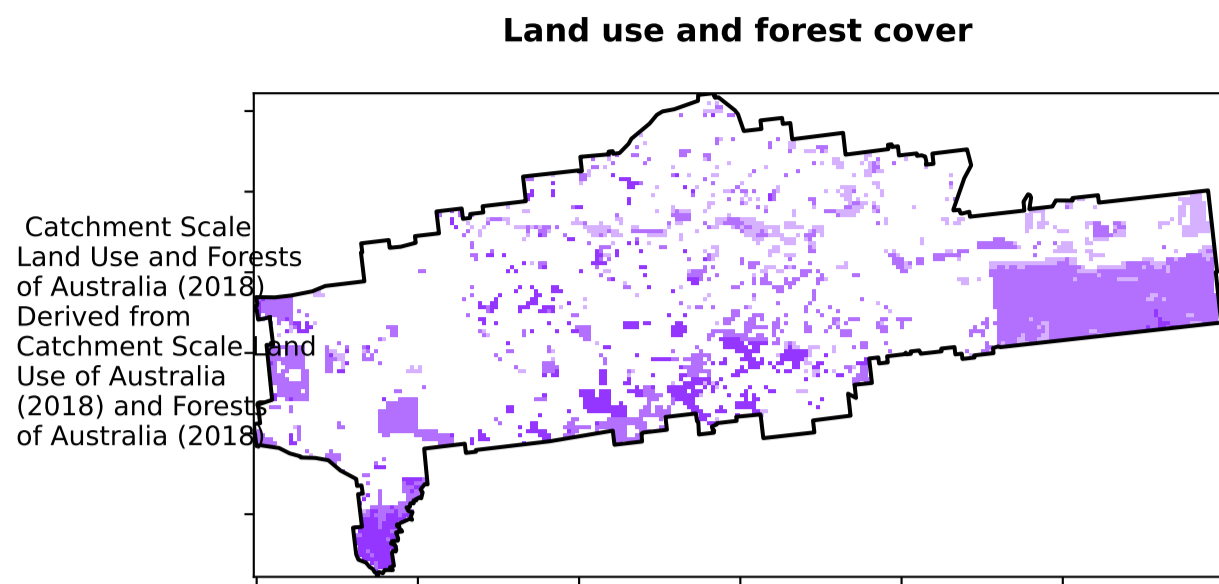 Land use and forest cover
Catchment Scale
Land Use and Forests
of Australia (2018)
Derived from
Catchment Scale Land
Use of Australia
(2018) and Forests
of Australia (2018)